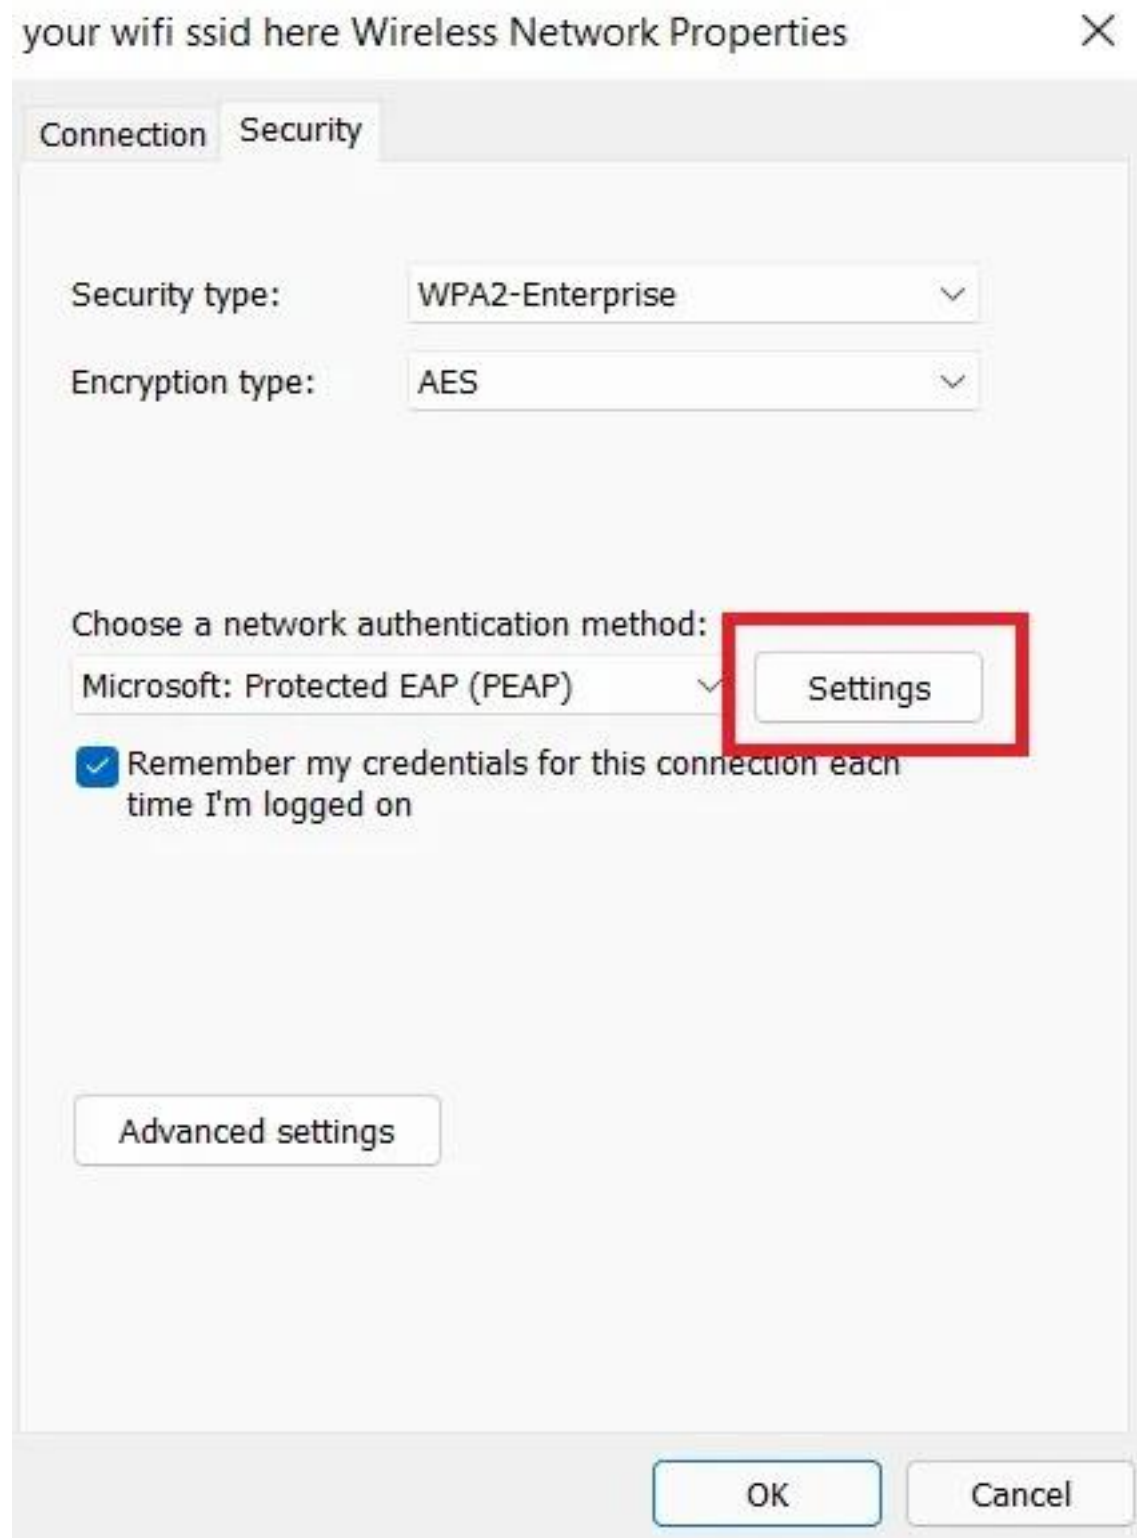 your wifi ssid here Wireless Network Properties
Connection Security
Security type: WPA2-Enterprise
Encryption type: AES
Choose a network authentication method:
Microsoft: Protected EAP (PEAP) Settings
Remember my credentials for this connection each
time I'm logged on
Advanced settings
OK Cancel